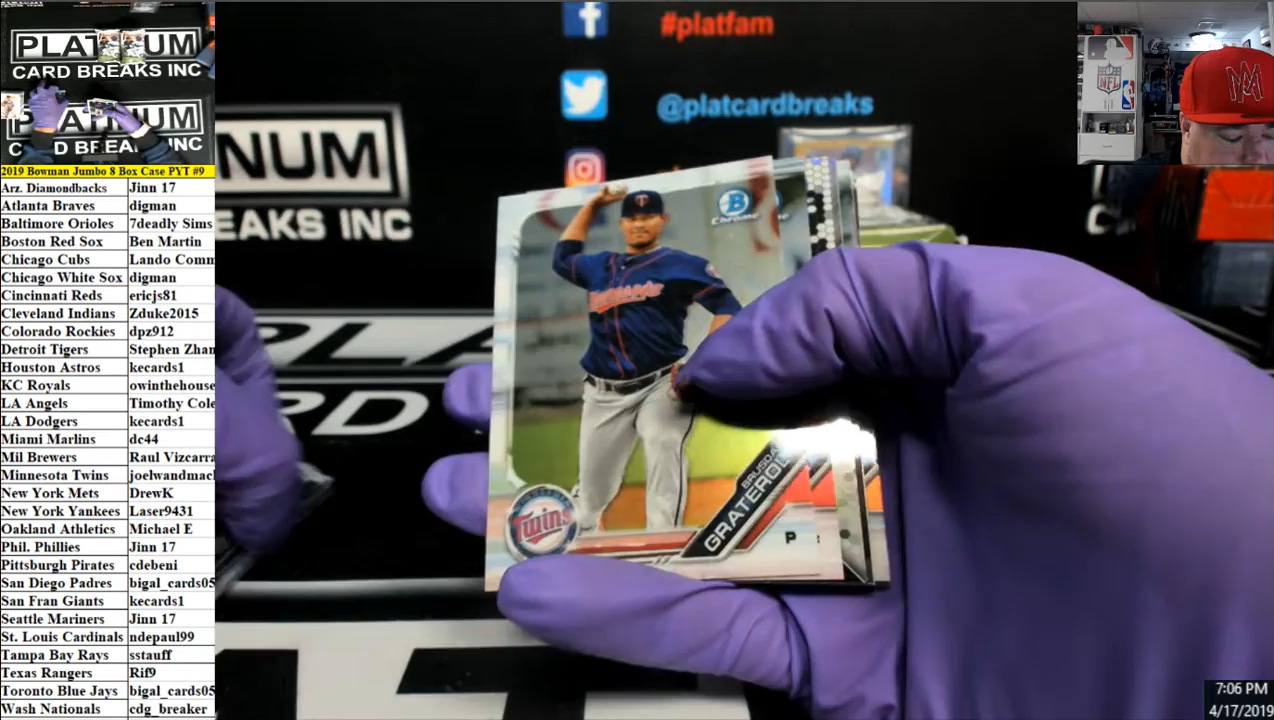 PLATINUM
CARD BREAKS INC
PLATINUM
CARD BREAKS INC
2019 Bowman Jumbo 8 Box Case PYT #9
Arz. Diamondbacks Jinn 17
Atlanta Braves digman
Baltimore Orioles 7deadly Sims
Boston Red Sox Ben Martin
Chicago Cubs Lando Comm
Chicago White Sox digman
Cincinnati Reds ericjs81
Cleveland Indians Zduke2015
Colorado Rockies dpz912
Detroit Tigers Stephen Zhan
Houston Astros kecards1
KC Royals owinthehouse
LA Angels Timothy Cole
LA Dodgers kecards1
Miami Marlins dc44
Mil Brewers Raul Vizcarra
Minnesota Twins joelwandmac
New York Mets DrewK
New York Yankees Laser9431
Oakland Athletics Michael E
Phil. Phillies Jinn 17
Pittsburgh Pirates cdebeni
San Diego Padres bigal_cards05
San Fran Giants kecards1
Seattle Mariners Jinn 17
St. Louis Cardinals ndepaul99
Tampa Bay Rays sstauff
Texas Rangers Rif9
Toronto Blue Jays bigal_cards05
Wash Nationals cdg_breaker
#platfam
@platcardbreaks
NUM
EAKS INC
PLA
RD
B
Chrome
Twins
BRUSDAR
GRATEROL
P
NFL
7:06 PM
4/17/2019